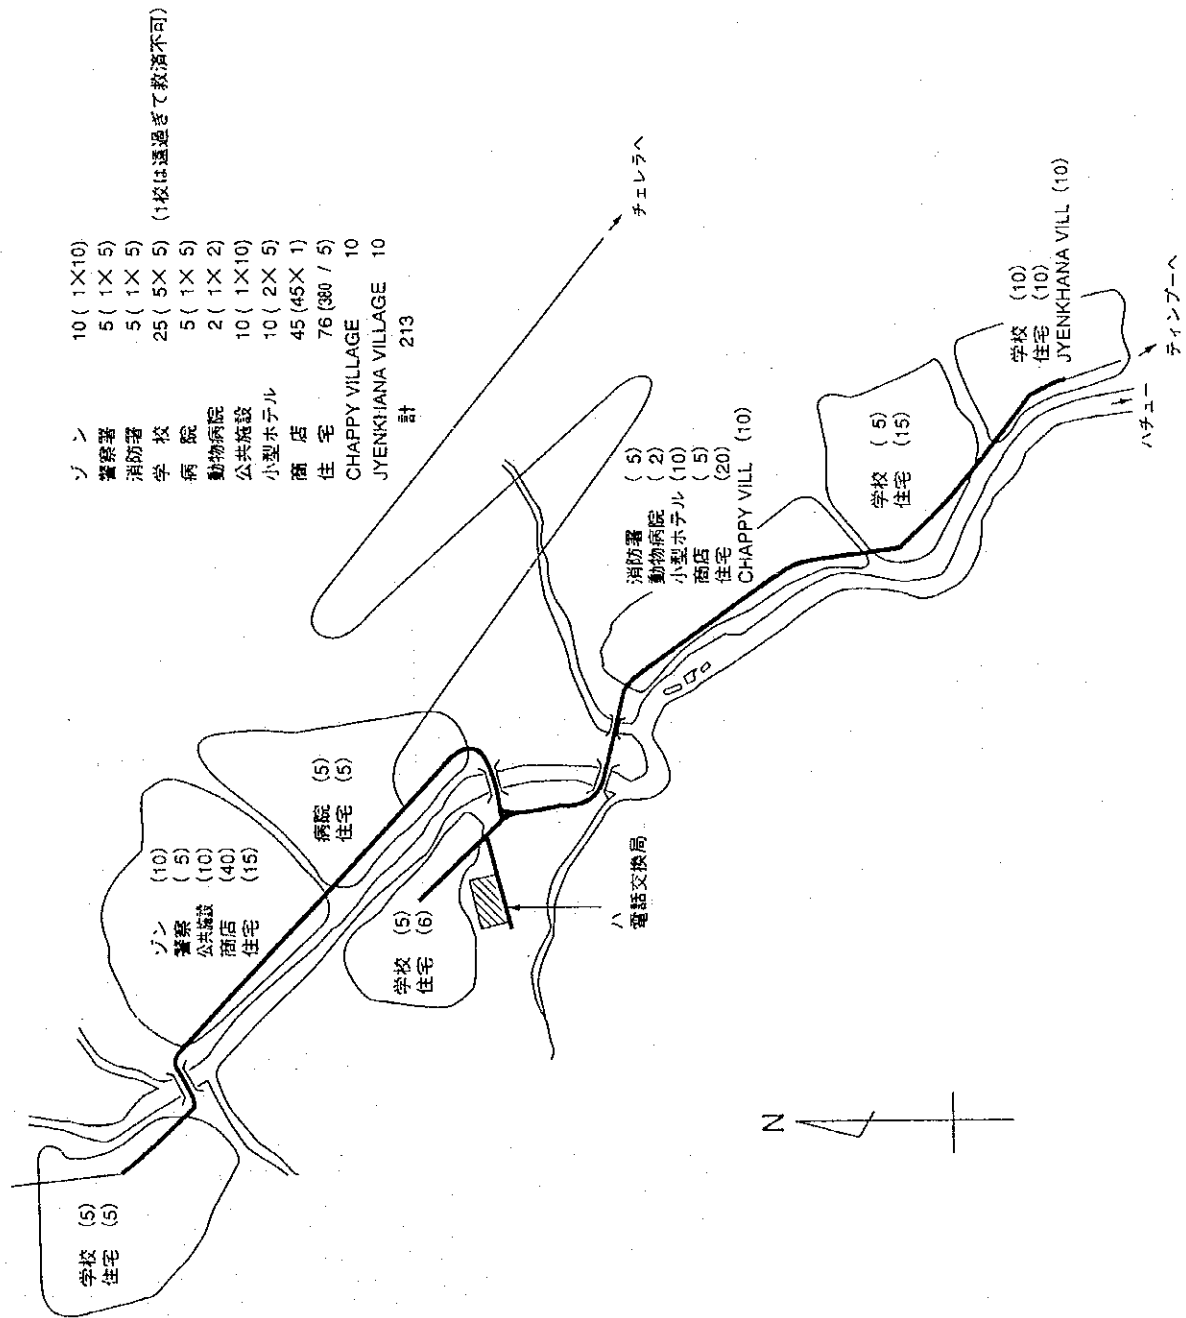 ゾン 10 ( 1×10)
警察署 5 ( 1× 5)
消防署 5 ( 1× 5)
学校 25 ( 5× 5) (1校は遠過ぎて救済不可)
病院 5 ( 1× 5)
動物病院 2 ( 1× 2)
公共施設 10 ( 1×10)
小型ホテル 10 ( 2× 5)
商店 45 (45× 1)
住宅 76 (380 / 5)
CHAPPY VILLAGE 10
JYENKHANA VILLAGE 10
計 213
チェレラへ
学校 (10)
住宅 (10)
JYENKHANA VILL (10)
ティンプーへ
ハチュー
学校 ( 5)
住宅 (15)
消防署 ( 5)
動物病院 ( 2)
小型ホテル (10)
商店 ( 5)
住宅 (20)
CHAPPY VILL (10)
病院 (5)
住宅 (5)
ゾン (10)
警察 ( 5)
公共施設 (10)
商店 (40)
住宅 (15)
学校 (5)
住宅 (6)
ハ
電話交換局
学校 (5)
住宅 (5)
N